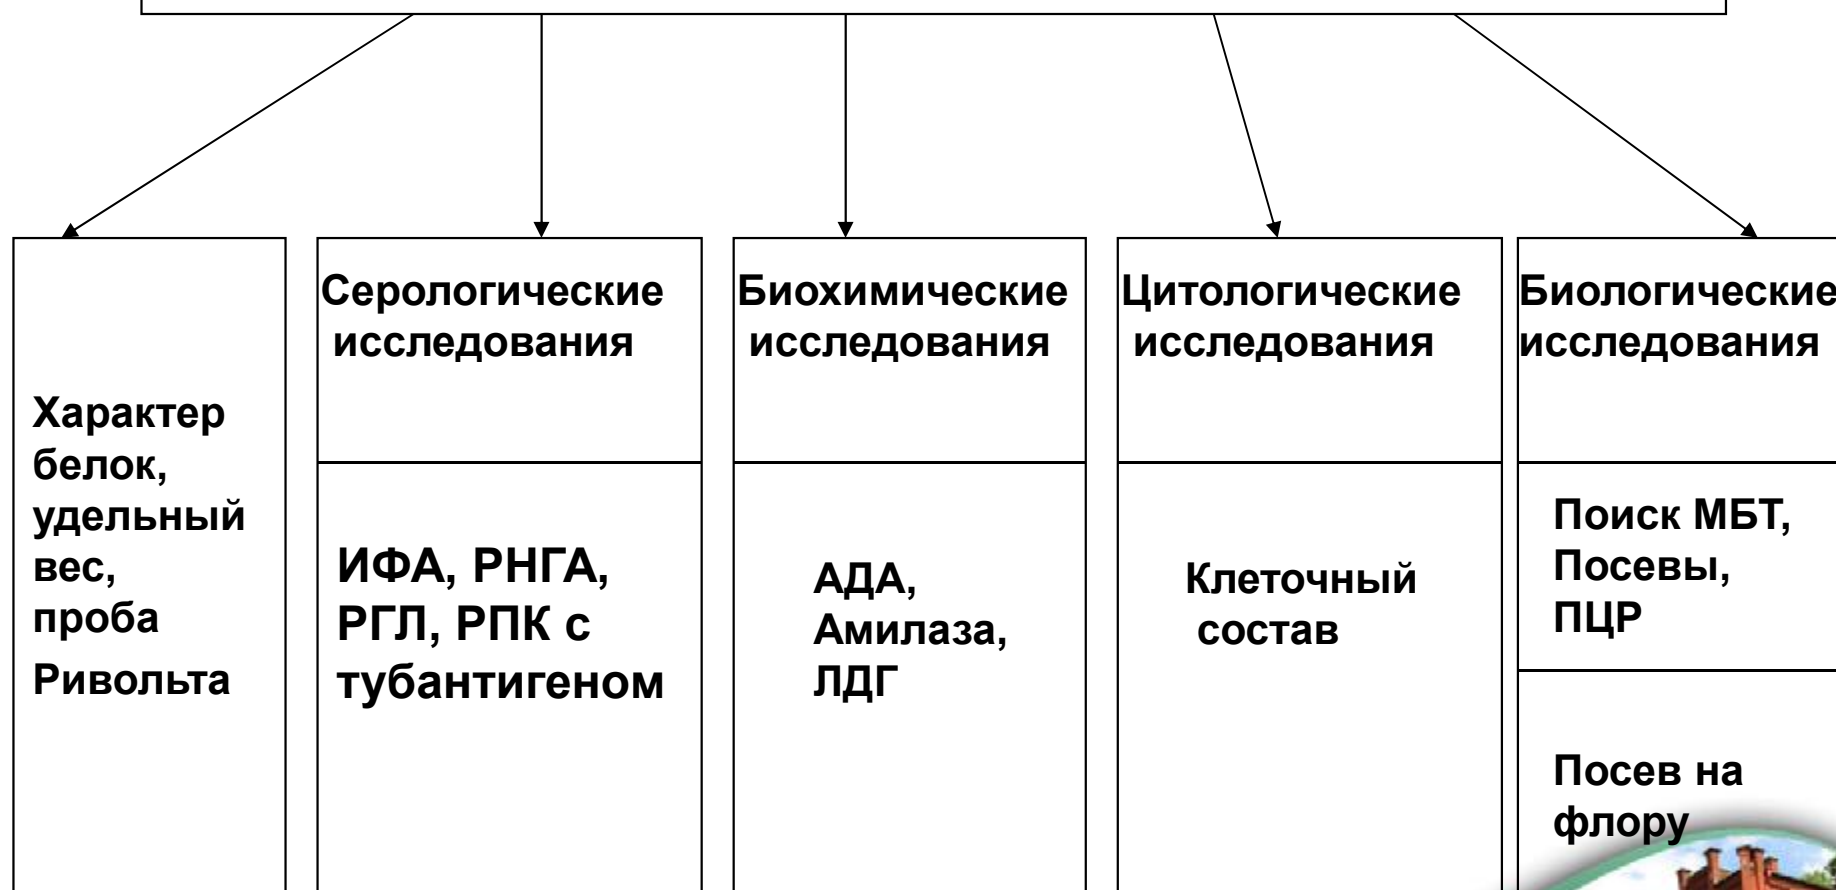 Характер
белок,
удельный
вес,
проба
Ривольта
Серологические
исследования
ИФА, РНГА,
РГЛ, РПК с
тубантигеном
Биохимические
исследования
АДА,
Амилаза,
ЛДГ
Цитологические
исследования
Клеточный
состав
Биологические
исследования
Поиск МБТ,
Посевы,
ПЦР
Посев на
флору